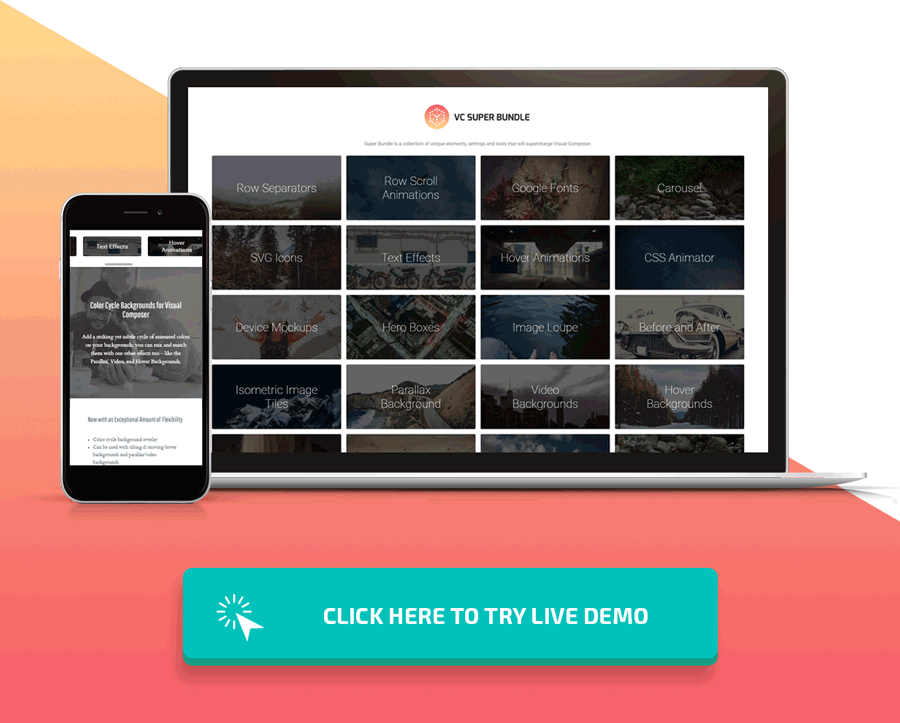 VC SUPER BUNDLE
Super Bundle is a collection of unique elements, settings and tools that will supercharge Visual Composer.
Row Separators
Row Scroll
Animations
Google Fonts
Carousel
SVG Icons
Text Effects
Hover Animations
CSS Animator
Device Mockups
Hero Boxes
Image Loupe
Before and After
Isometric Image
Tiles
Parallax
Background
Video
Backgrounds
Hover
Backgrounds
Text Effects
Hover
Animations
Color Cycle Backgrounds for Visual
Composer
Add a striking yet subtle cycle of animated colors
on your backgrounds; you can mix and match
them with our other effects too – like the
Parallax, Video, and Hover Backgrounds.
Now with an Exceptional Amount of Flexibility
• Color cycle background overlay
• Can be used with tilting & moving hover
backgrounds and parallax/video
backgrounds
CLICK HERE TO TRY LIVE DEMO